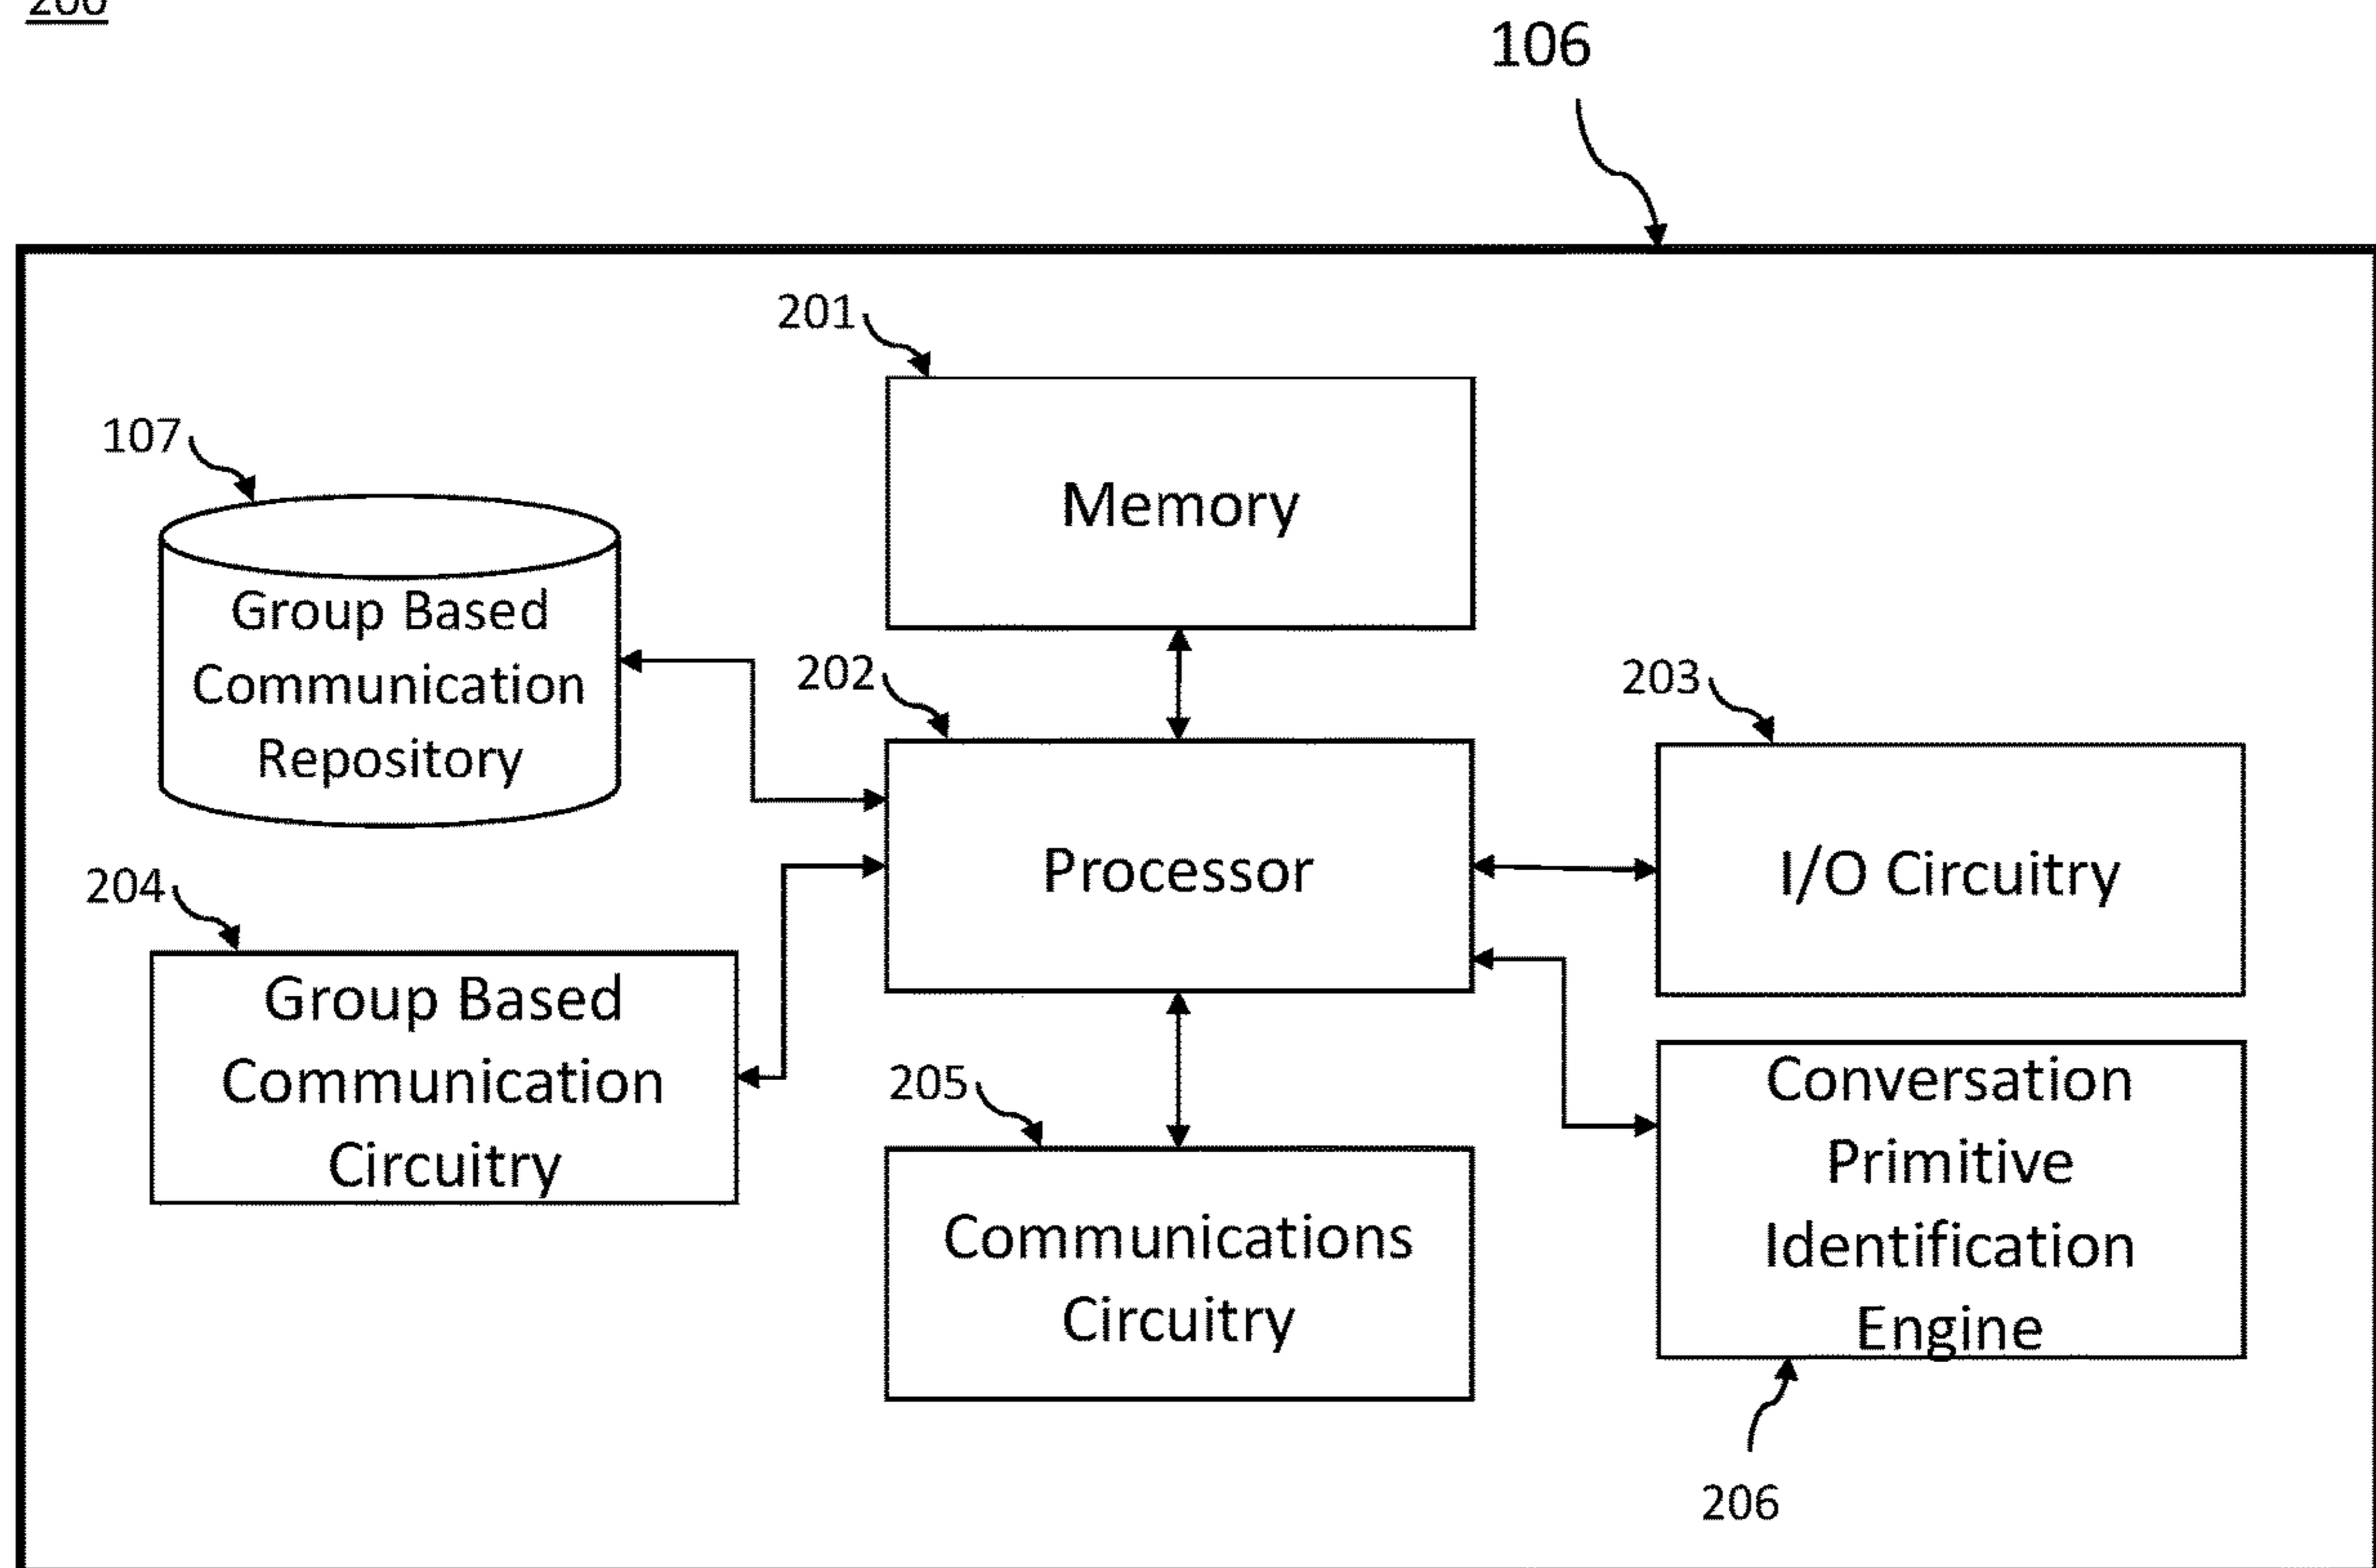 200
106
201
Memory
107
Group Based
Communication
Repository
202
Processor
203
I/O Circuitry
204
Group Based
Communication
Circuitry
205
Communications
Circuitry
Conversation
Primitive
Identification
Engine
206